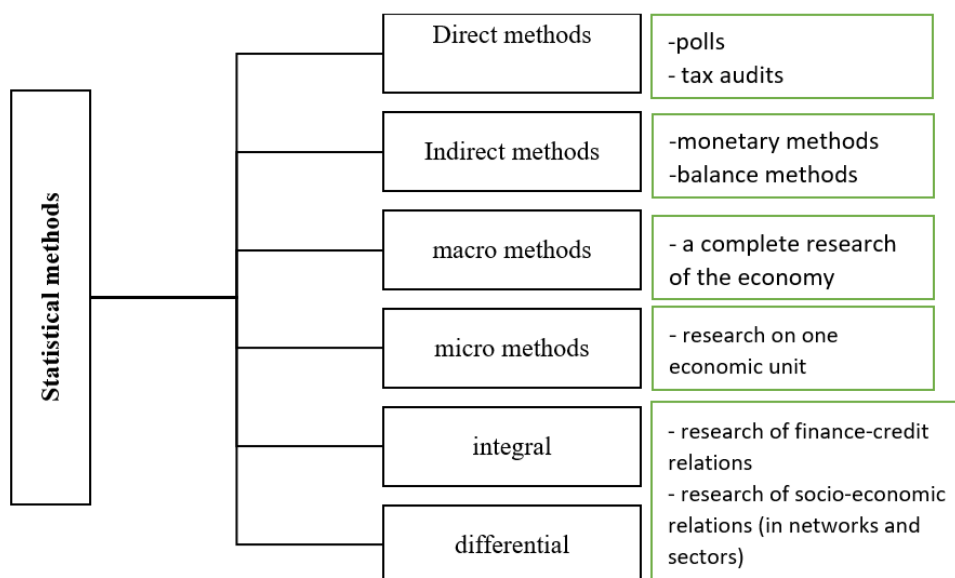 Statistical methods
Direct methods
-polls
- tax audits
Indirect methods
-monetary methods
-balance methods
macro methods
- a complete research
of the economy
micro methods
- research on one
economic unit
integral
differential
- research of finance-credit
relations
- research of socio-economic
relations (in networks and
sectors)